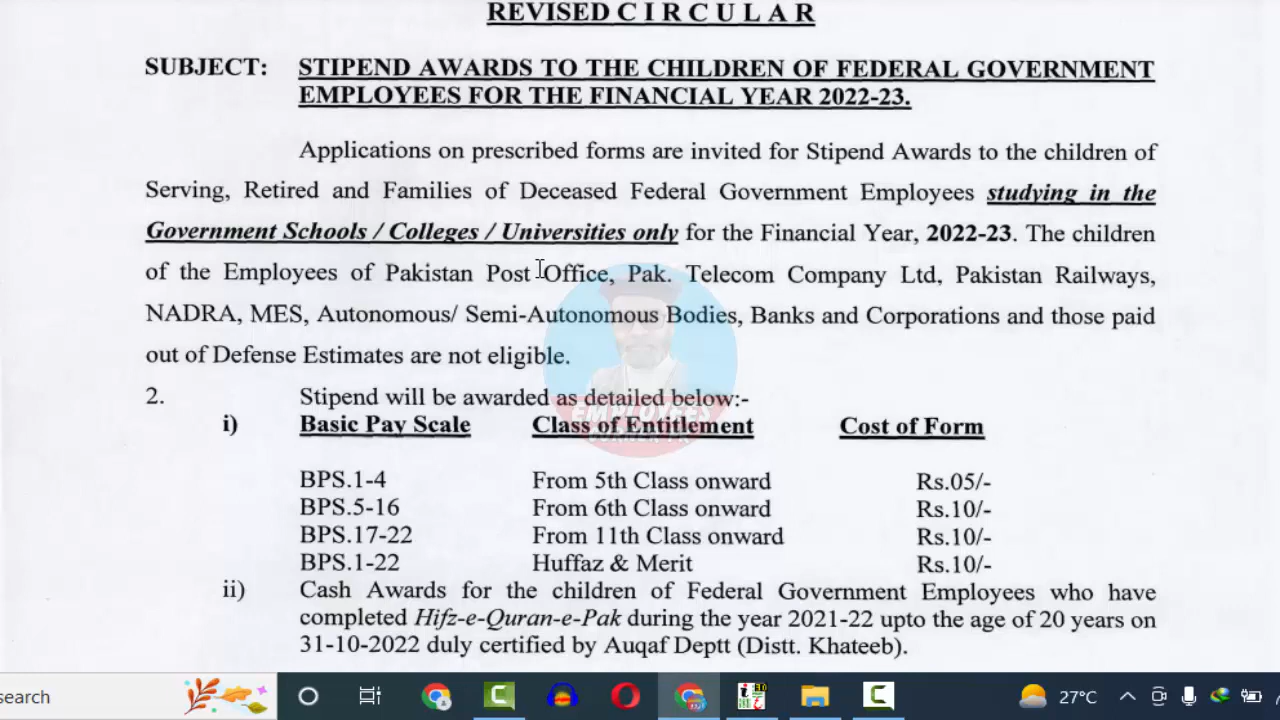 REVISED C I R C U L A R
SUBJECT: STIPEND AWARDS TO THE CHILDREN OF FEDERAL GOVERNMENT
EMPLOYEES FOR THE FINANCIAL YEAR 2022-23.
Applications on prescribed forms are invited for Stipend Awards to the children of
Serving, Retired and Families of Deceased Federal Government Employees studying in the
Government Schools / Colleges / Universities only for the Financial Year, 2022-23. The children
of the Employees of Pakistan Post Office, Pak. Telecom Company Ltd, Pakistan Railways,
NADRA, MES, Autonomous/ Semi-Autonomous Bodies, Banks and Corporations and those paid
out of Defense Estimates are not eligible.
2. Stipend will be awarded as detailed below:-
i) Basic Pay Scale Class of Entitlement Cost of Form
BPS.1-4 From 5th Class onward Rs.05/-
BPS.5-16 From 6th Class onward Rs.10/-
BPS.17-22 From 11th Class onward Rs.10/-
BPS.1-22 Huffaz & Merit Rs.10/-
ii) Cash Awards for the children of Federal Government Employees who have
completed Hifz-e-Quran-e-Pak during the year 2021-22 upto the age of 20 years on
31-10-2022 duly certified by Auqaf Deptt (Distt. Khateeb).
EMPLOYEES
search
27°C